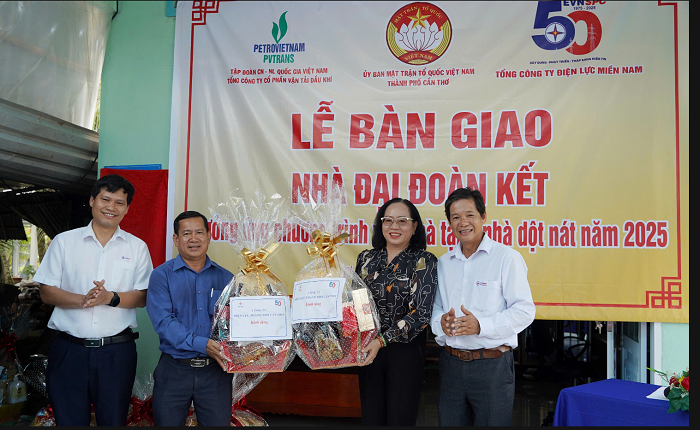 PETROVIETNAM
PVTRANS
TẬP ĐOÀN CN - NL QUỐC GIA VIỆT NAM
TỔNG CÔNG TY CỔ PHẦN VẬN TẢI DẦU KHÍ
MẶT TRẬN TỔ QUỐC
VIỆT NAM
ỦY BAN MẶT TRẬN TỔ QUỐC VIỆT NAM
THÀNH PHỐ CẦN THƠ
EVNSPC
1975 - 2025
50
TỔNG CÔNG TY ĐIỆN LỰC MIỀN NAM
LỄ BÀN GIAO
NHÀ ĐẠI ĐOÀN KẾT
ình nhà dột nát năm 2025